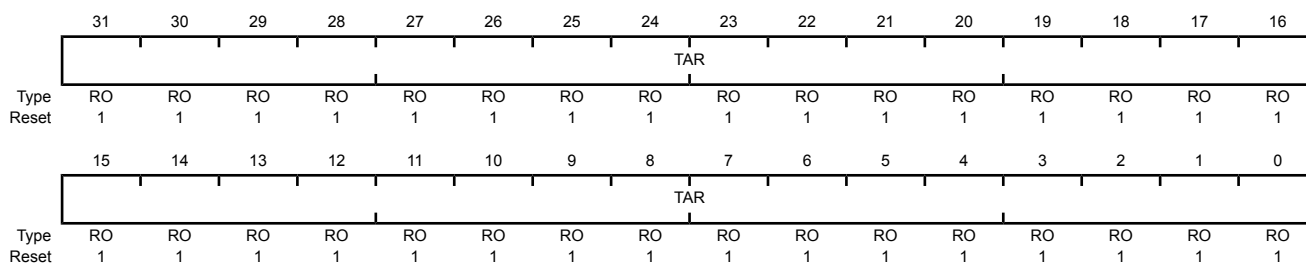 31 30 29 28 27 26 25 24 23 22 21 20 19 18 17 16
TAR
Type RO RO RO RO RO RO RO RO RO RO RO RO RO RO RO RO
Reset 1 1 1 1 1 1 1 1 1 1 1 1 1 1 1 1
15 14 13 12 11 10 9 8 7 6 5 4 3 2 1 0
TAR
Type RO RO RO RO RO RO RO RO RO RO RO RO RO RO RO RO
Reset 1 1 1 1 1 1 1 1 1 1 1 1 1 1 1 1